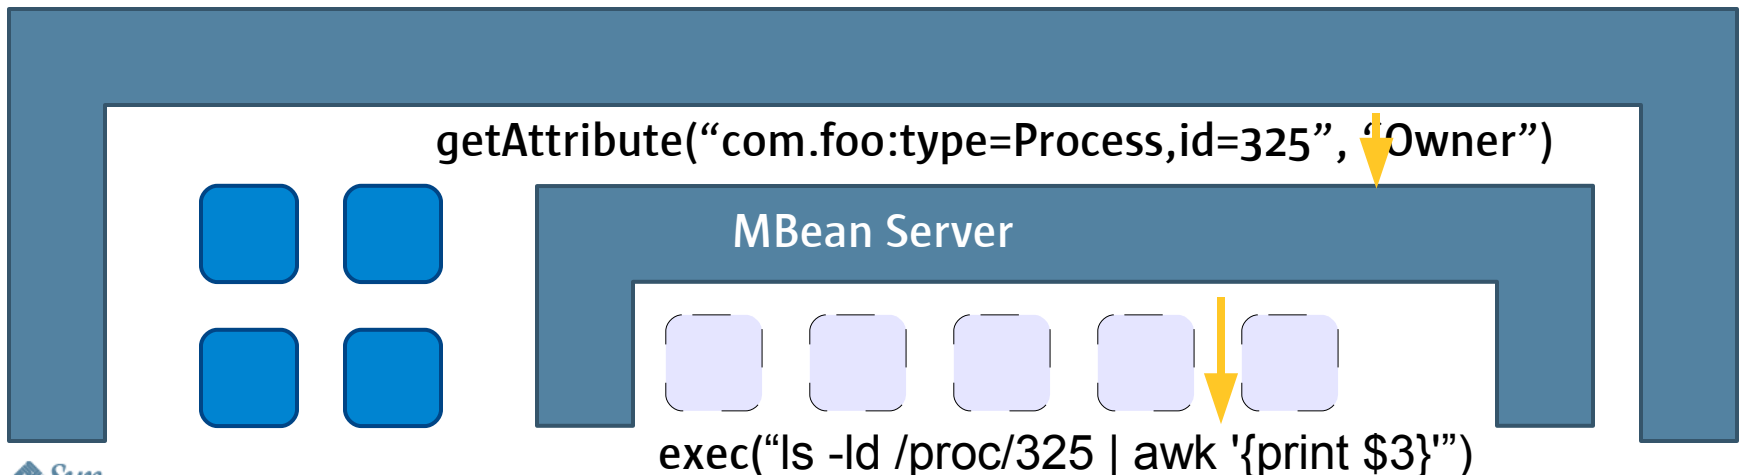 getAttribute(“com.foo:type=Process,id=325”, “Owner”)
MBean Server
exec(“ls -ld /proc/325 | awk '{print $3}'”)